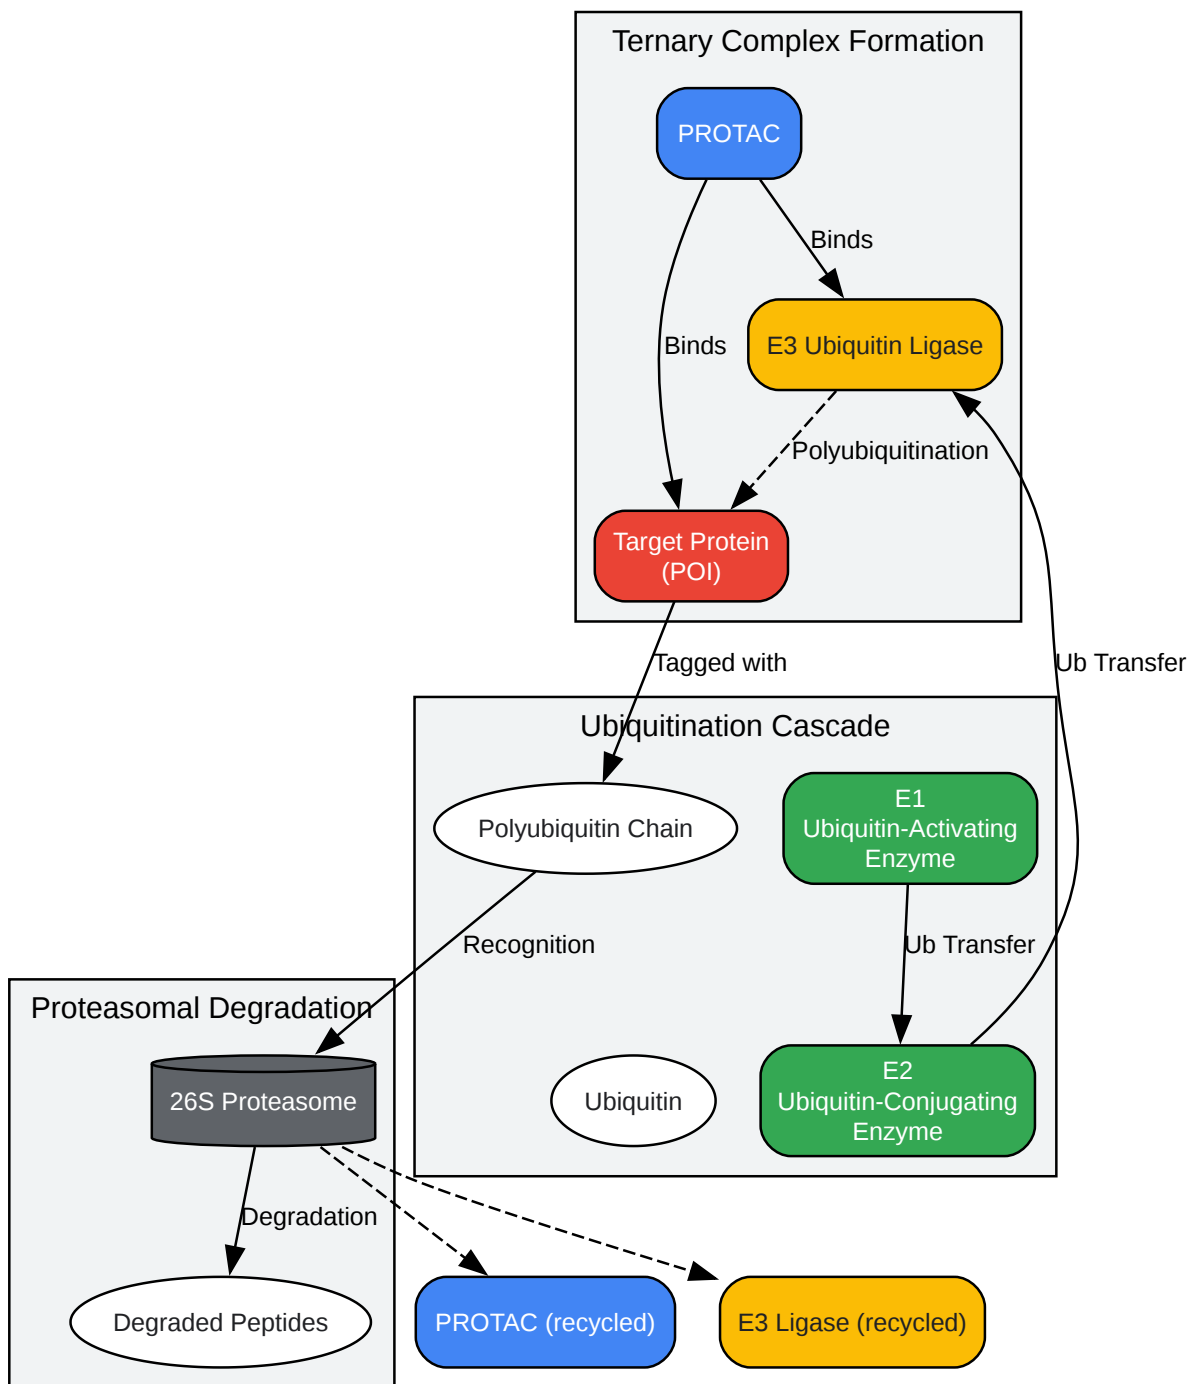 Ternary Complex Formation
PROTAC
Binds
E3 Ubiquitin Ligase
Binds
Polyubiquitination
Target Protein
(POI)
Tagged with
Ub Transfer
Ubiquitination Cascade
Polyubiquitin Chain
E1
Ubiquitin-Activating
Enzyme
Recognition
Ub Transfer
Proteasomal Degradation
26S Proteasome
Ubiquitin
E2
Ubiquitin-Conjugating
Enzyme
Degradation
Degraded Peptides
PROTAC (recycled)
E3 Ligase (recycled)